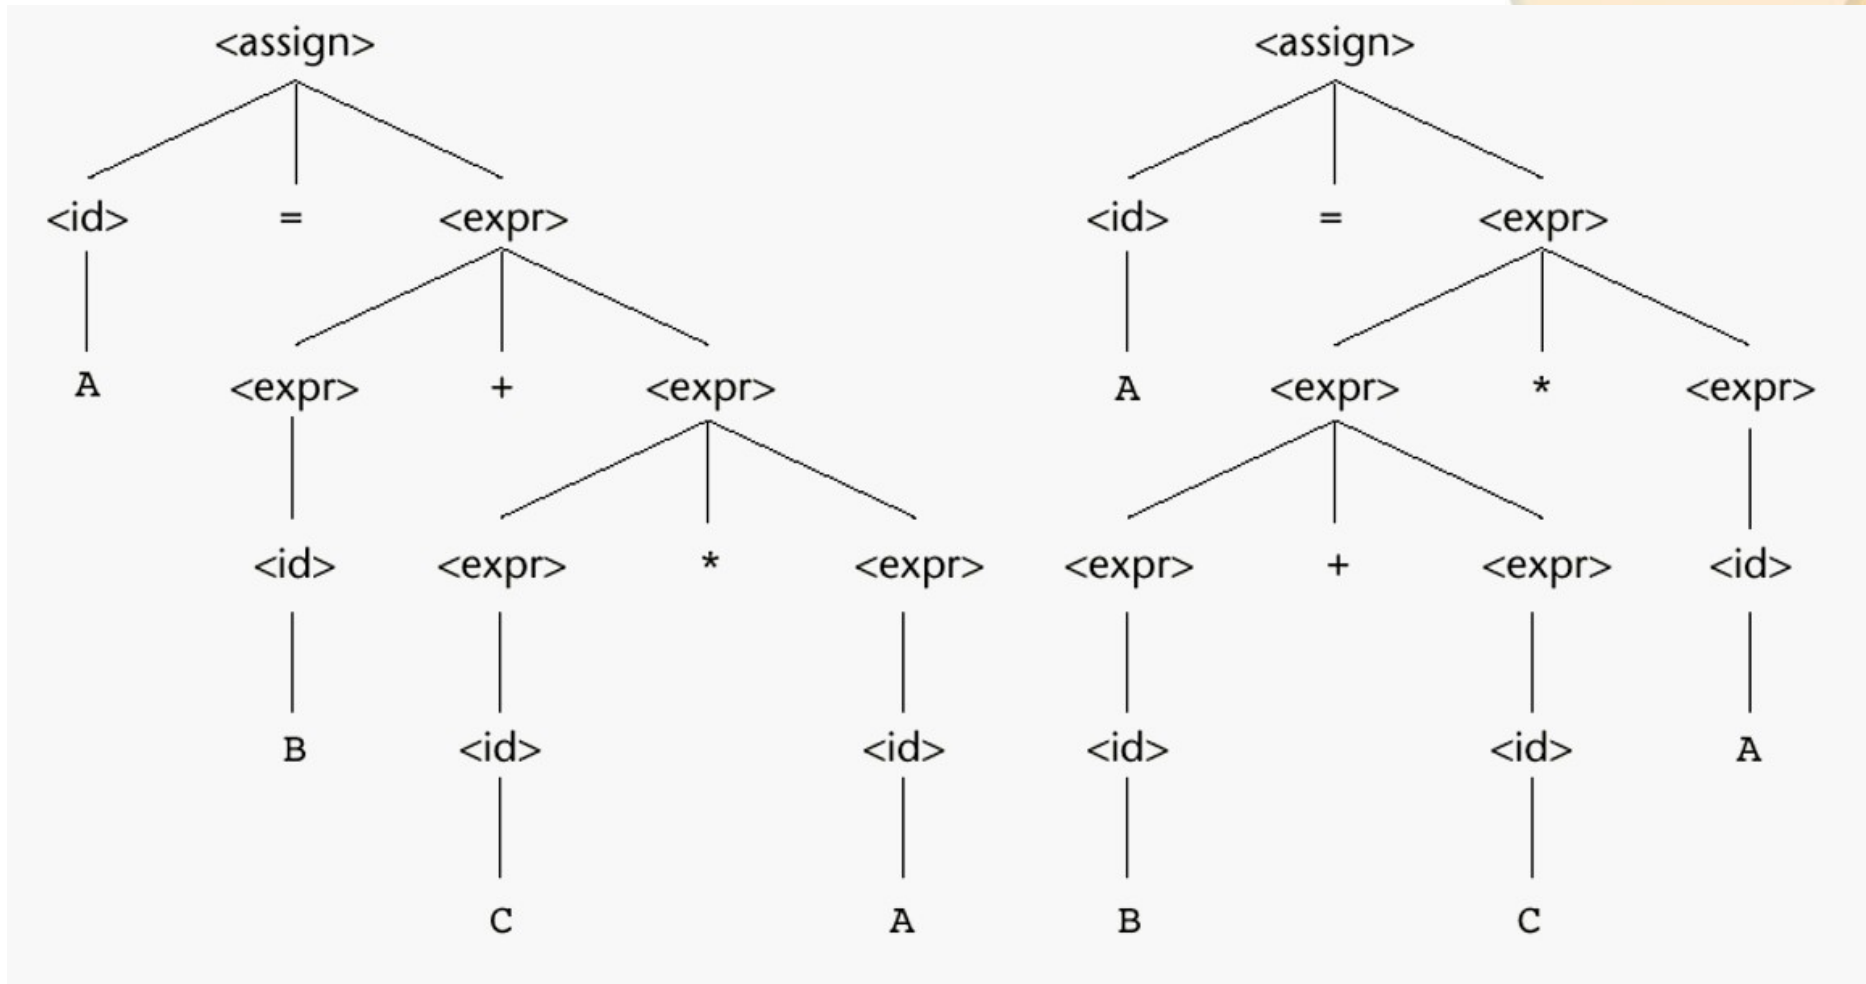 <assign> <assign>
<id> = <expr> <id> = <expr>
A <expr> + <expr> A <expr> * <expr>
<id> <expr> * <expr> <expr> + <expr> <id>
B <id> <id> <id> <id> A
C A B C